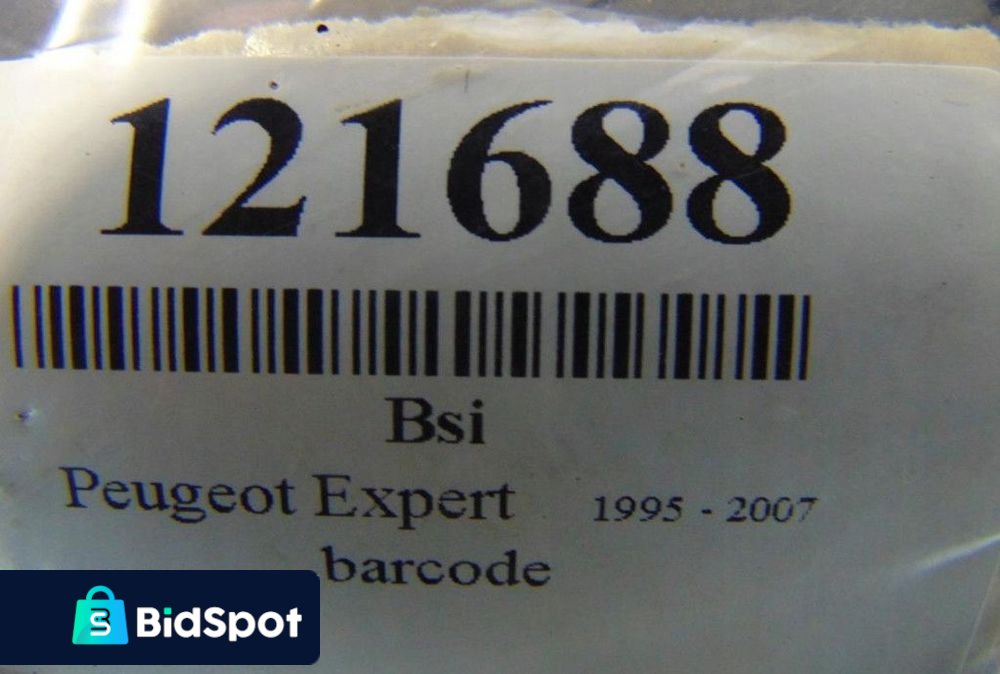 121688
Bsi
Peugeot Expert 1995 - 2007
barcode
BidSpot